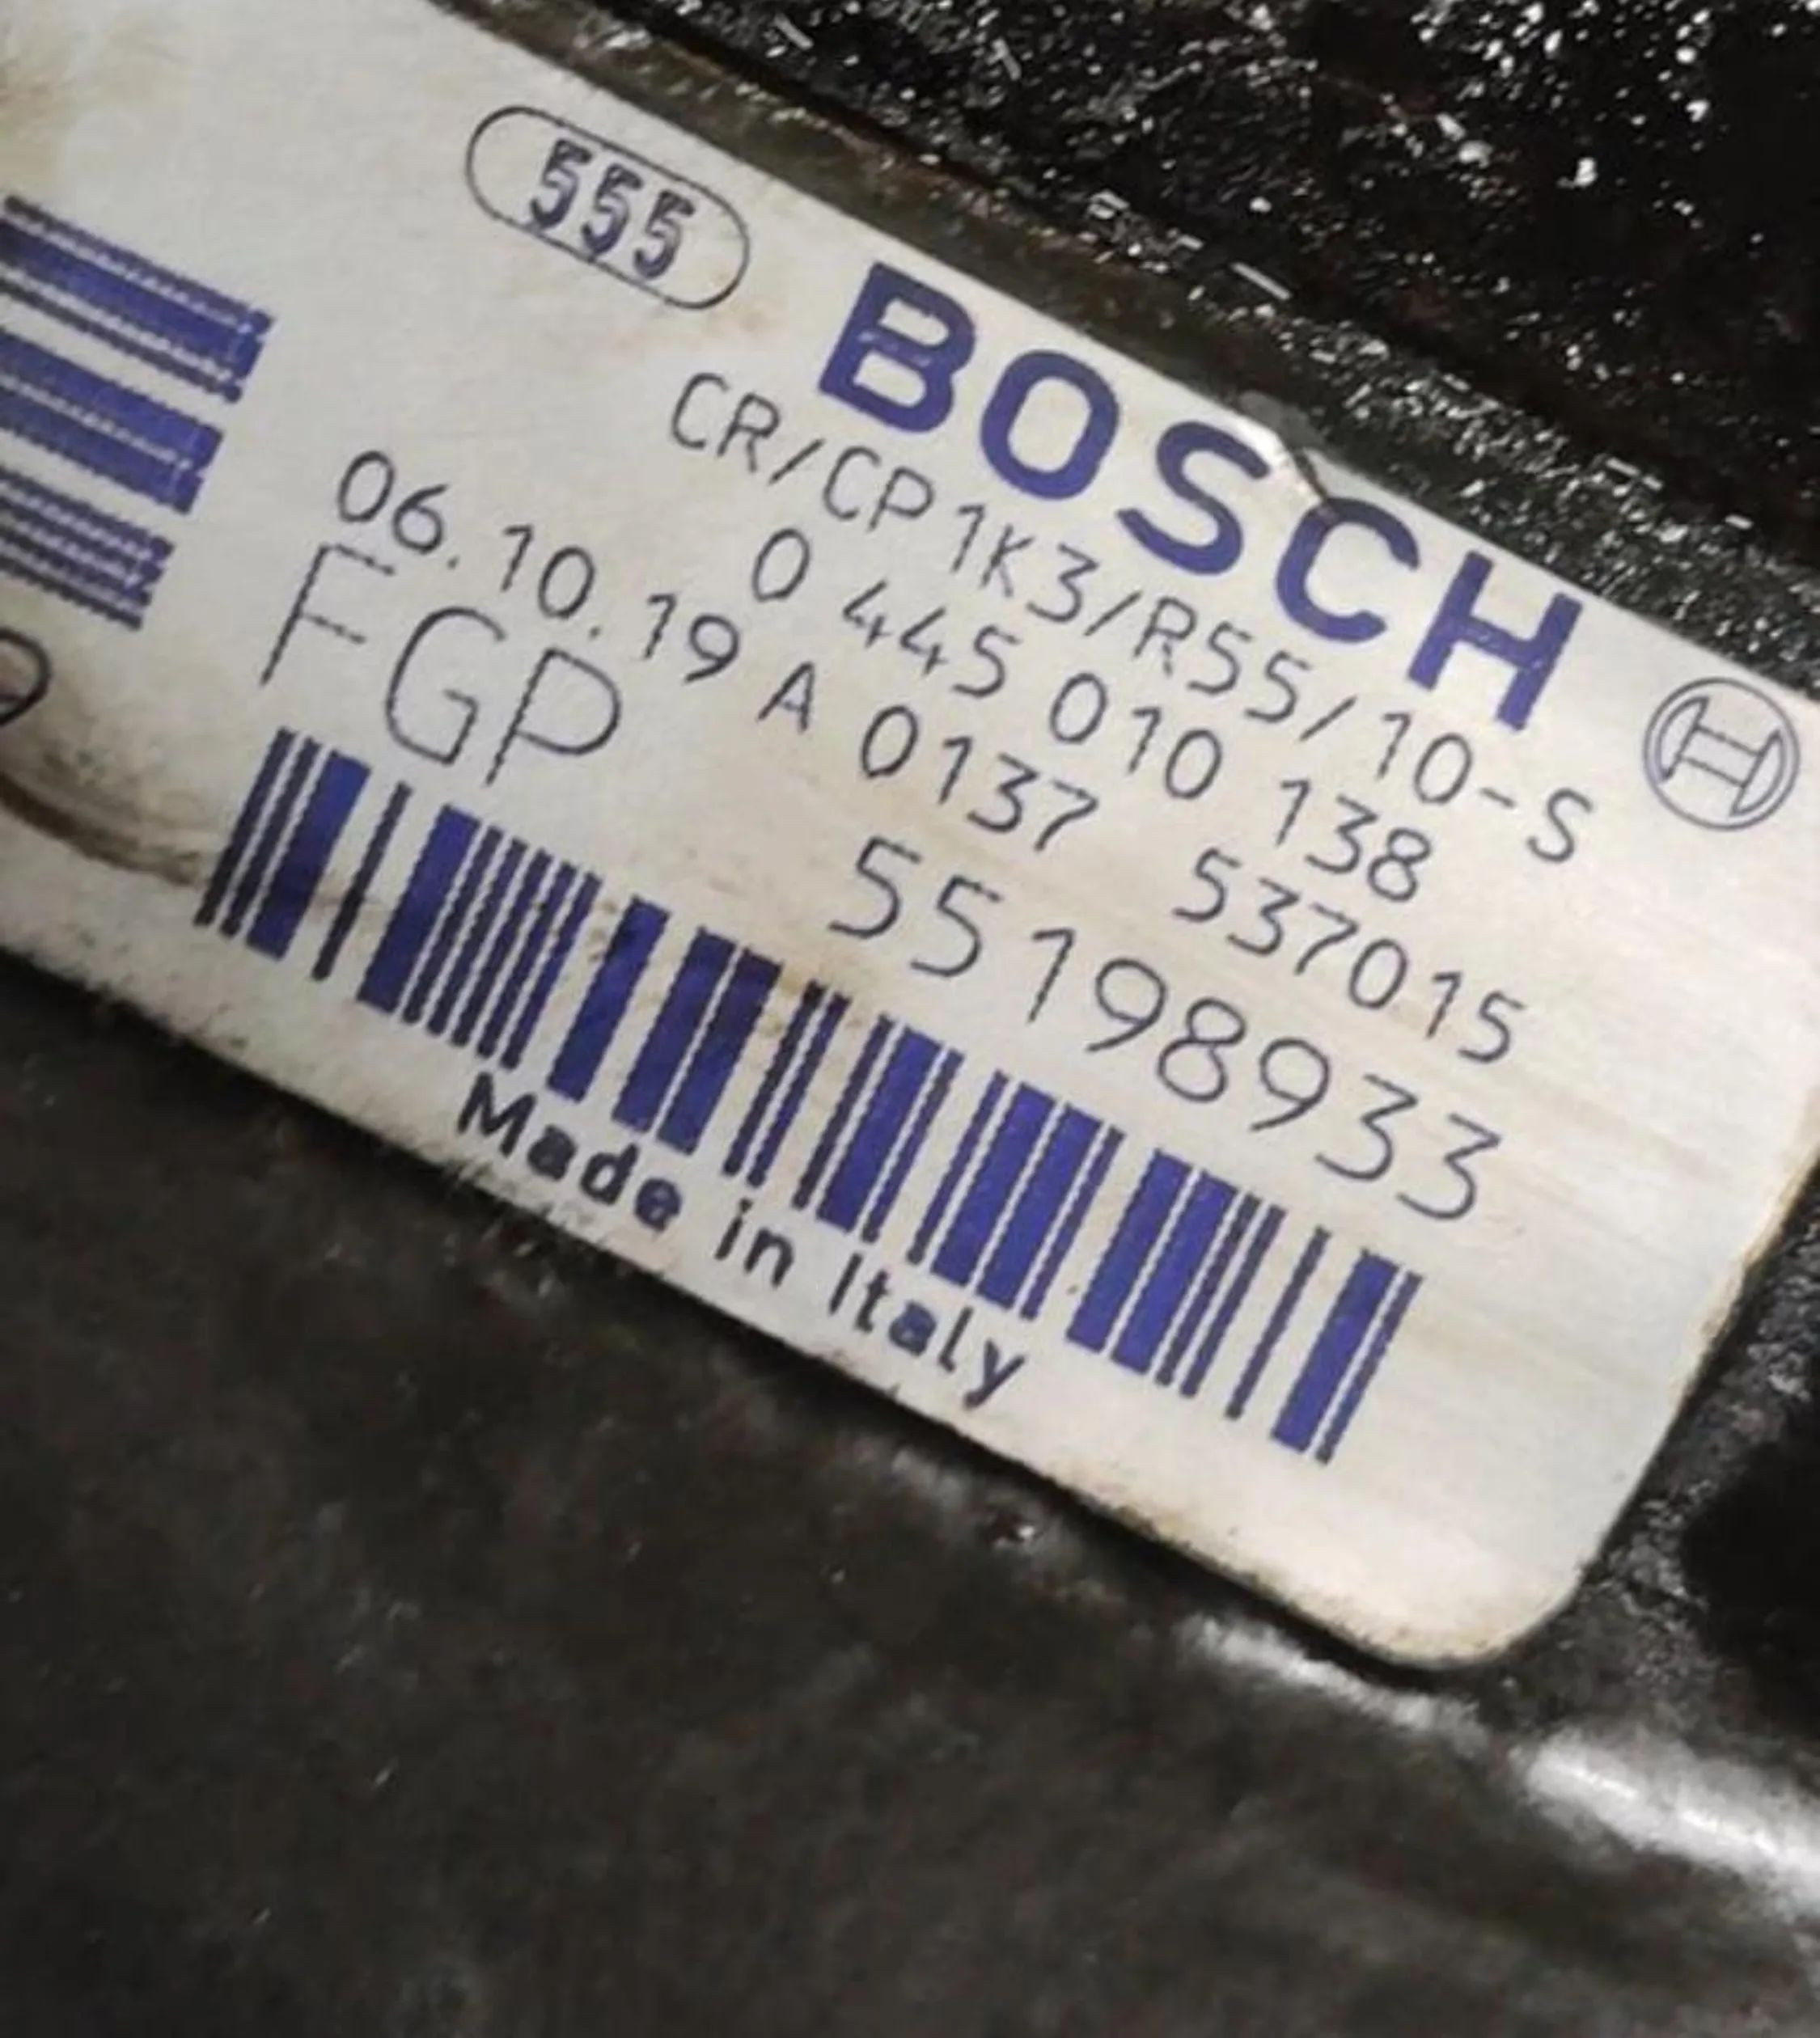 555
BOSCH
CR/CP1K3/R55/10-S
0 445 010 138
06.10.19 A 0137 537015
FGP 55198933
Made in Italy
9